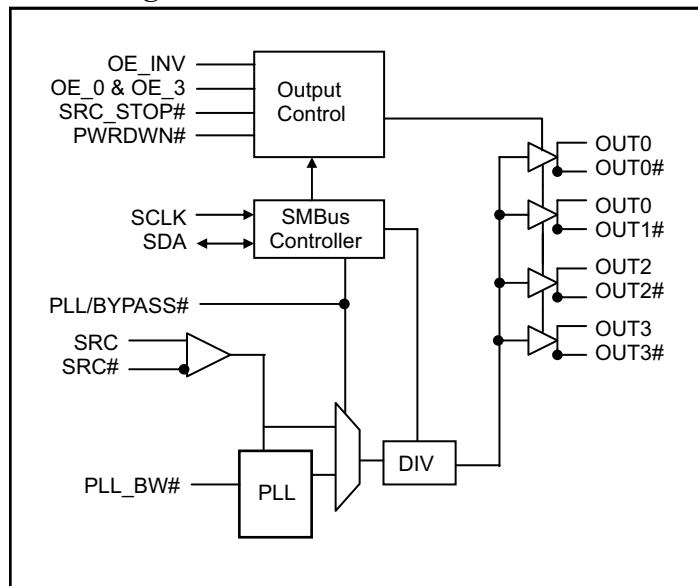 OE_INV
OE_0 & OE_3
SRC_STOP#
PWRDWN#
Output
Control
OUT0
OUT0#
OUT0
OUT1#
OUT2
OUT2#
OUT3
OUT3#
SCLK
SDA
SMBus
Controller
PLL/BYPASS#
SRC
SRC#
PLL_BW#
PLL
DIV